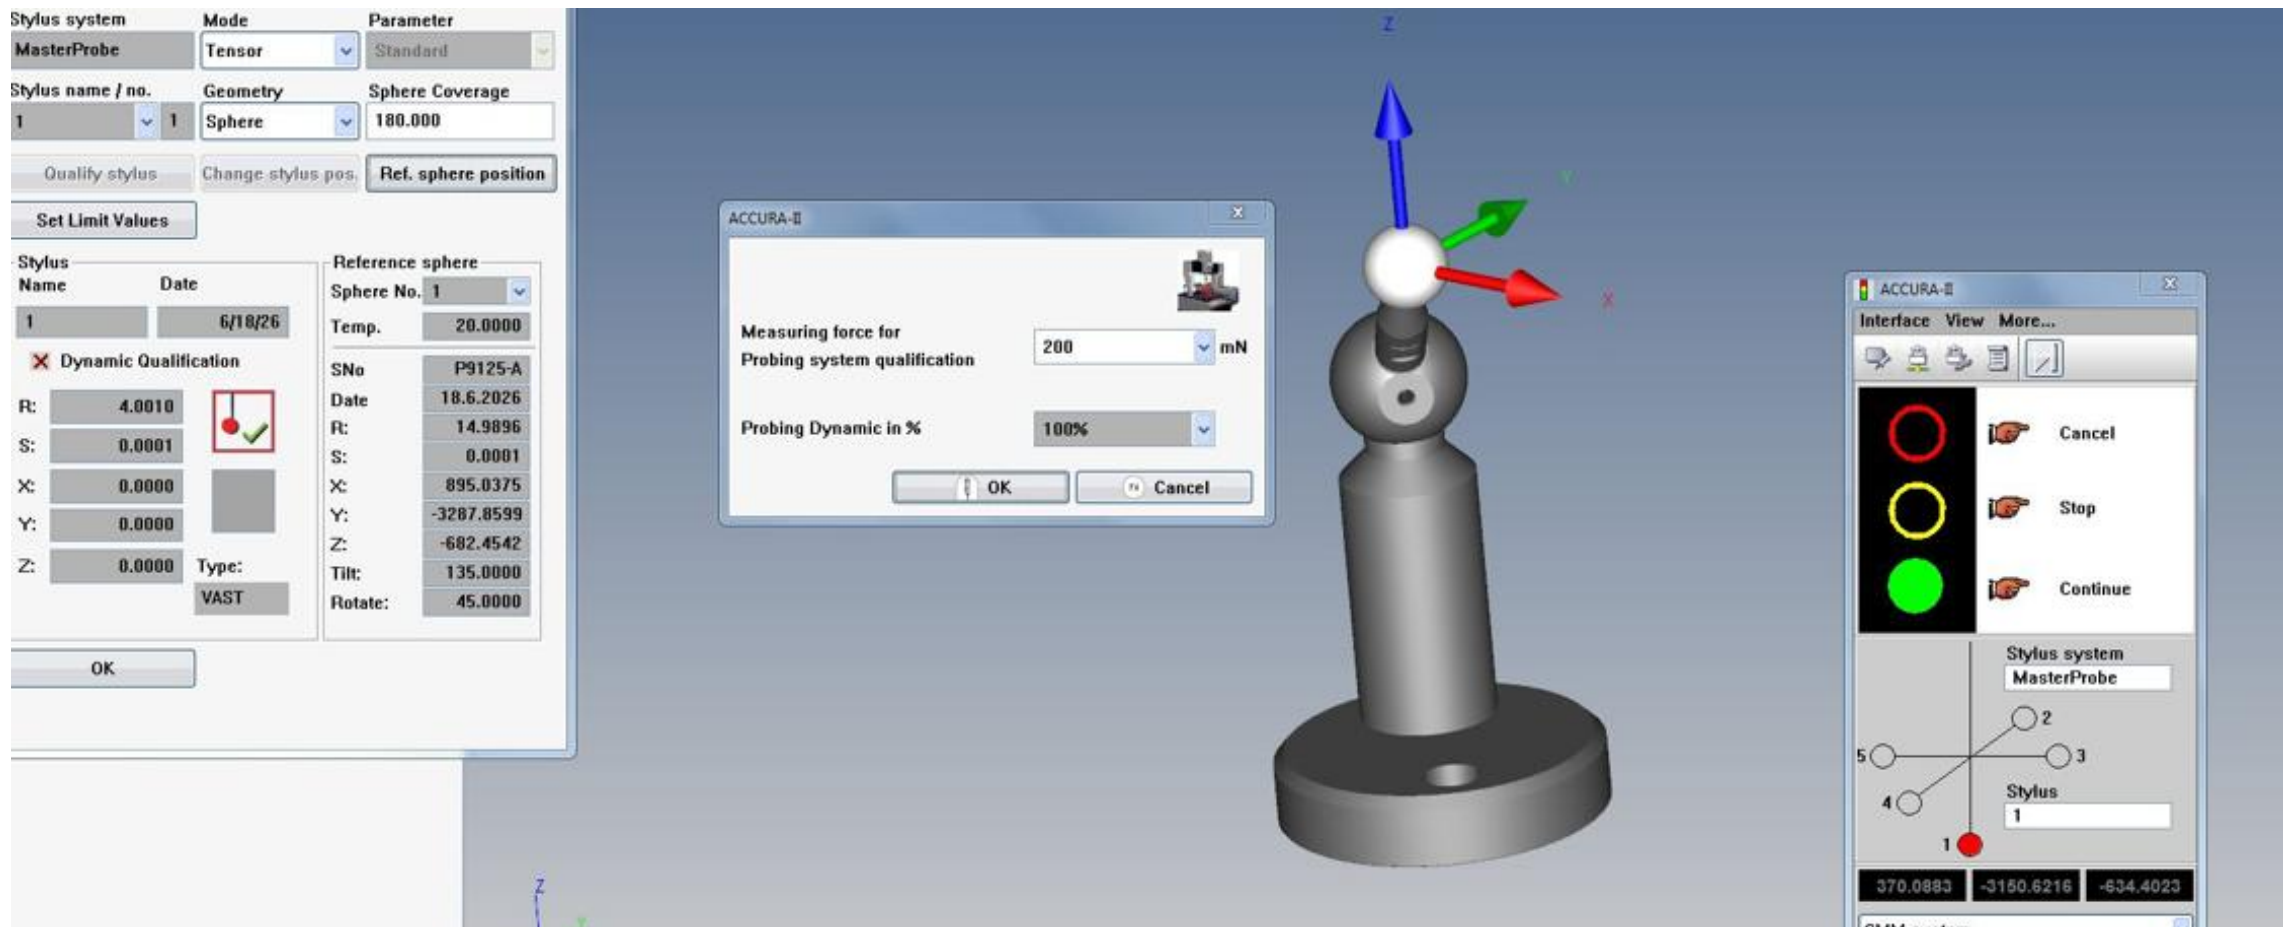 Stylus system Mode Parameter
MasterProbe Tensor Standard
Stylus name / no. Geometry Sphere Coverage
1 1 Sphere 180.000
Qualify stylus Change stylus pos. Ref. sphere position
Set Limit Values
Stylus
Name Date
1 6/18/26
Dynamic Qualification
R: 4.0010
S: 0.0001
X: 0.0000
Y: 0.0000
Z: 0.0000
Type:
VAST
Reference sphere
Sphere No. 1
Temp. 20.0000
SNo P9125-A
Date 18.6.2026
R: 14.9896
S: 0.0001
X: 895.0375
Y: -3287.8599
Z: -682.4542
Tilt: 135.0000
Rotate: 45.0000
OK
ACCURA-II
Measuring force for
Probing system qualification
200 mN
Probing Dynamic in % 100%
OK Cancel
Z
Y
X
Z
Y
ACCURA-II
Interface View More...
Cancel
Stop
Continue
Stylus system
MasterProbe
2
5 3
4
Stylus
1
1
370.0883 -3150.6216 -634.4023